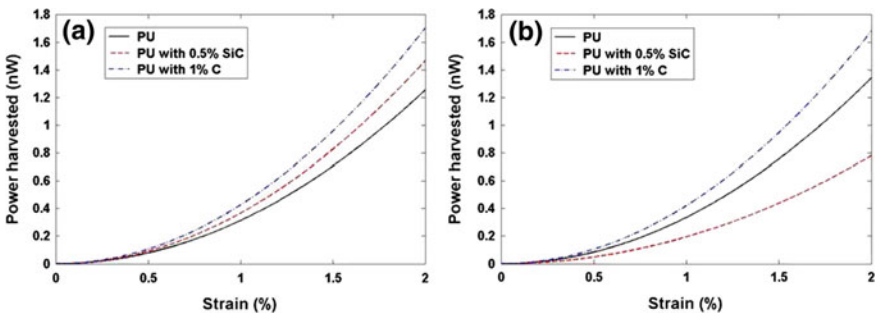 (a)
PU
PU with 0.5% SiC
PU with 1% C
Power harvested (nW)
1.8
1.6
1.4
1.2
1
0.8
0.6
0.4
0.2
0
0 0.5 1 1.5 2
Strain (%)
(b)
PU
PU with 0.5% SiC
PU with 1% C
Power harvested (nW)
1.8
1.6
1.4
1.2
1
0.8
0.6
0.4
0.2
0
0 0.5 1 1.5 2
Strain (%)